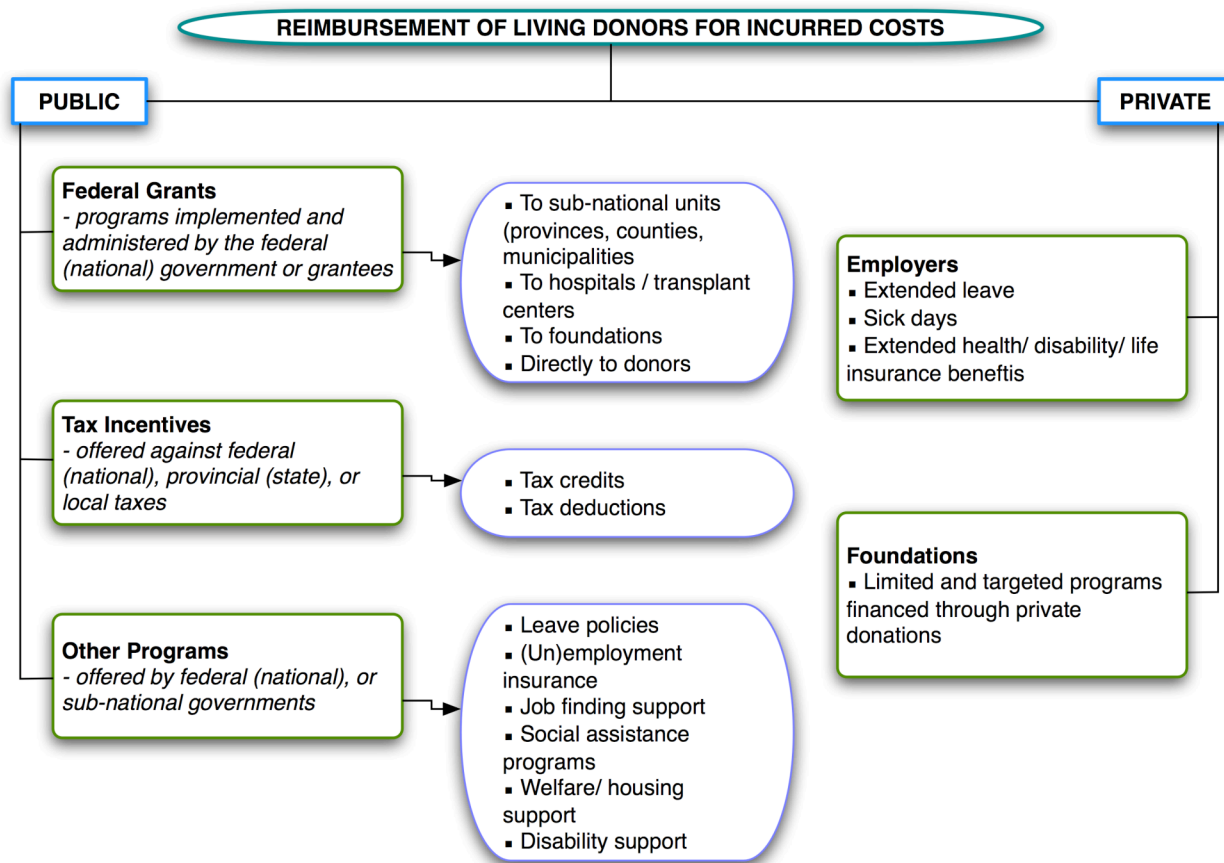 REIMBURSEMENT OF LIVING DONORS FOR INCURRED COSTS
PUBLIC
PRIVATE
Federal Grants
- programs implemented and
administered by the federal
(national) government or grantees
▪ To sub-national units
(provinces, counties,
municipalities
▪ To hospitals / transplant
centers
▪ To foundations
▪ Directly to donors
Employers
▪ Extended leave
▪ Sick days
▪ Extended health/ disability/ life
insurance beneftis
Tax Incentives
- offered against federal
(national), provincial (state), or
local taxes
▪ Tax credits
▪ Tax deductions
Foundations
▪ Limited and targeted programs
financed through private
donations
Other Programs
- offered by federal (national), or
sub-national governments
▪ Leave policies
▪ (Un)employment
insurance
▪ Job finding support
▪ Social assistance
programs
▪ Welfare/ housing
support
▪ Disability support